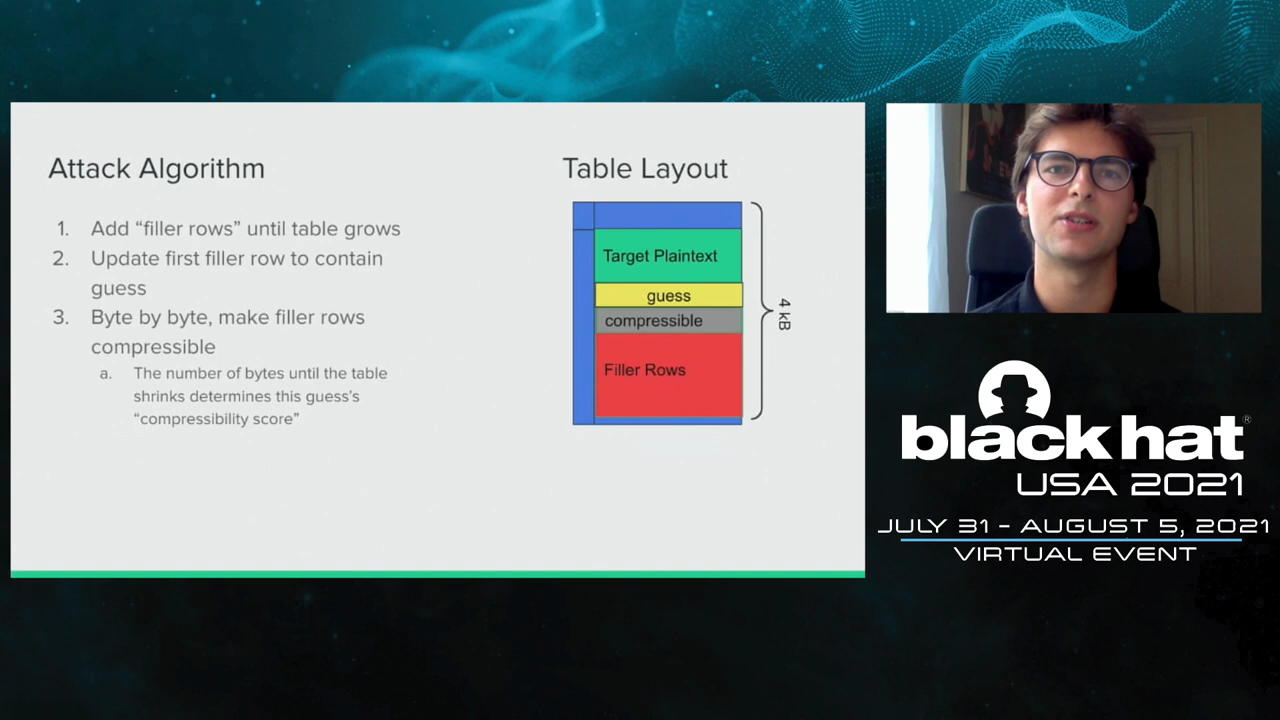 Attack Algorithm
1. Add “filler rows” until table grows
2. Update first filler row to contain
guess
3. Byte by byte, make filler rows
compressible
a. The number of bytes until the table
shrinks determines this guess’s
“compressibility score”
Table Layout
Target Plaintext
guess
compressible
Filler Rows
4 kB
black hat®
USA 2021
JULY 31 - AUGUST 5, 2021
VIRTUAL EVENT